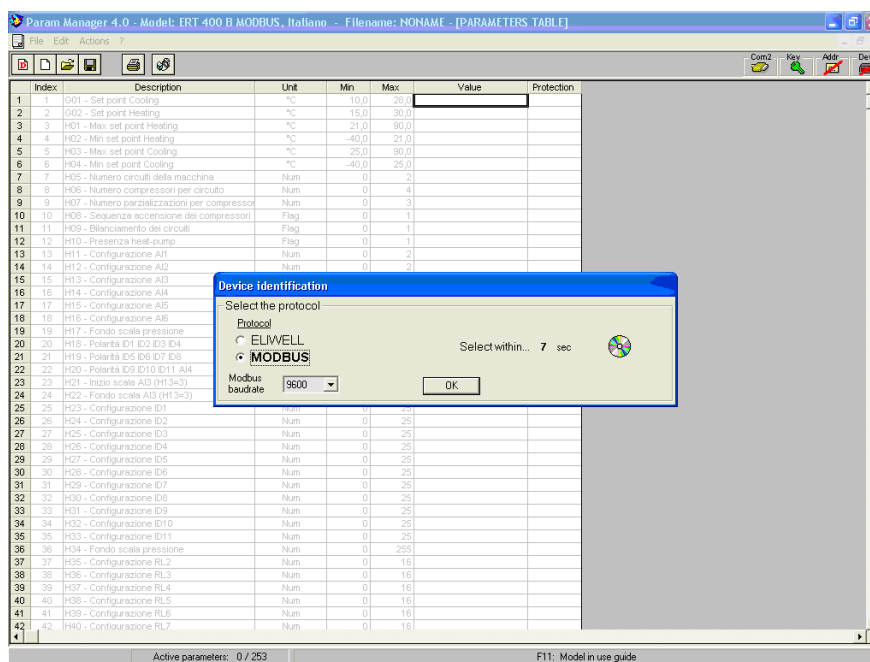 Param Manager 4.0 - Model: ERT 400 B MODBUS, Italiano - Filename: NONAME - [PARAMETERS TABLE]
File Edit Actions ?
Com2 Key Addr De
Index Description Unit Min Max Value Protection
1 1 G01 - Set point Cooling °C 10,0 28,0
2 2 G02 - Set point Heating °C 15,0 30,0
3 3 H01 - Max set point Heating °C 21,0 90,0
4 4 H02 - Min set point Heating °C -40,0 21,0
5 5 H03 - Max set point Cooling °C 25,0 90,0
6 6 H04 - Min set point Cooling °C -40,0 25,0
7 7 H05 - Numero circuiti della macchina Num 0 2
8 8 H06 - Numero compressori per circuito Num 0 4
9 9 H07 - Numero parzializzazioni per compressor Num 0 3
10 10 H08 - Sequenza accensione dei compressori Flag 0 1
11 11 H09 - Bilanciamento dei circuiti Flag 0 1
12 12 H10 - Presenza heat-pump Flag 0 1
13 13 H11 - Configurazione AI1 Num 0 2
14 14 H12 - Configurazione AI2 Num 0 2
15 15 H13 - Configurazione AI3
16 16 H14 - Configurazione AI4
17 17 H15 - Configurazione AI5
18 18 H16 - Configurazione AI6
19 19 H17 - Fondo scala pressione
20 20 H18 - Polarità ID1 ID2 ID3 ID4
21 21 H19 - Polarità ID5 ID6 ID7 ID8
22 22 H20 - Polarità ID9 ID10 ID11 AI4
23 23 H21 - Inizio scala AI3 (H13=3)
24 24 H22 - Fondo scala AI3 (H13=3)
Device identification
Select the protocol
Protocol
ELIWELL
MODBUS
Select within... 7 sec
Modbus baudrate 9600
OK
25 25 H23 - Configurazione ID1 Num 0 25
26 26 H24 - Configurazione ID2 Num 0 25
27 27 H25 - Configurazione ID3 Num 0 25
28 28 H26 - Configurazione ID4 Num 0 25
29 29 H27 - Configurazione ID5 Num 0 25
30 30 H28 - Configurazione ID6 Num 0 25
31 31 H29 - Configurazione ID7 Num 0 25
32 32 H30 - Configurazione ID8 Num 0 25
33 33 H31 - Configurazione ID9 Num 0 25
34 34 H32 - Configurazione ID10 Num 0 25
35 35 H33 - Configurazione ID11 Num 0 25
36 36 H34 - Fondo scala pressione Num 0 255
37 37 H35 - Configurazione RL2 Num 0 16
38 38 H36 - Configurazione RL3 Num 0 16
39 39 H37 - Configurazione RL4 Num 0 16
40 40 H38 - Configurazione RL5 Num 0 16
41 41 H39 - Configurazione RL6 Num 0 16
42 42 H40 - Configurazione RL7 Num 0 16
Active parameters: 0 / 253 F11: Model in use guide